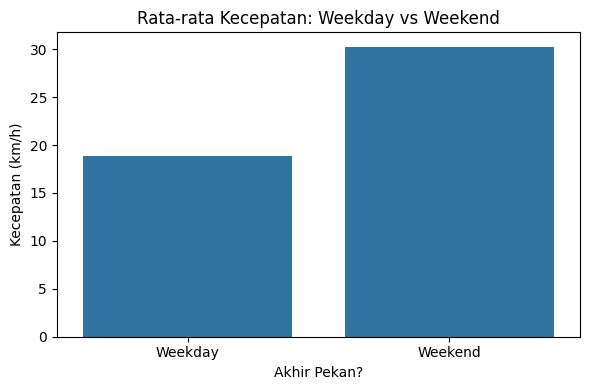 Rata-rata Kecepatan: Weekday vs Weekend
Kecepatan (km/h)
30
25
20
15
10
5
0
Weekday Weekend
Akhir Pekan?